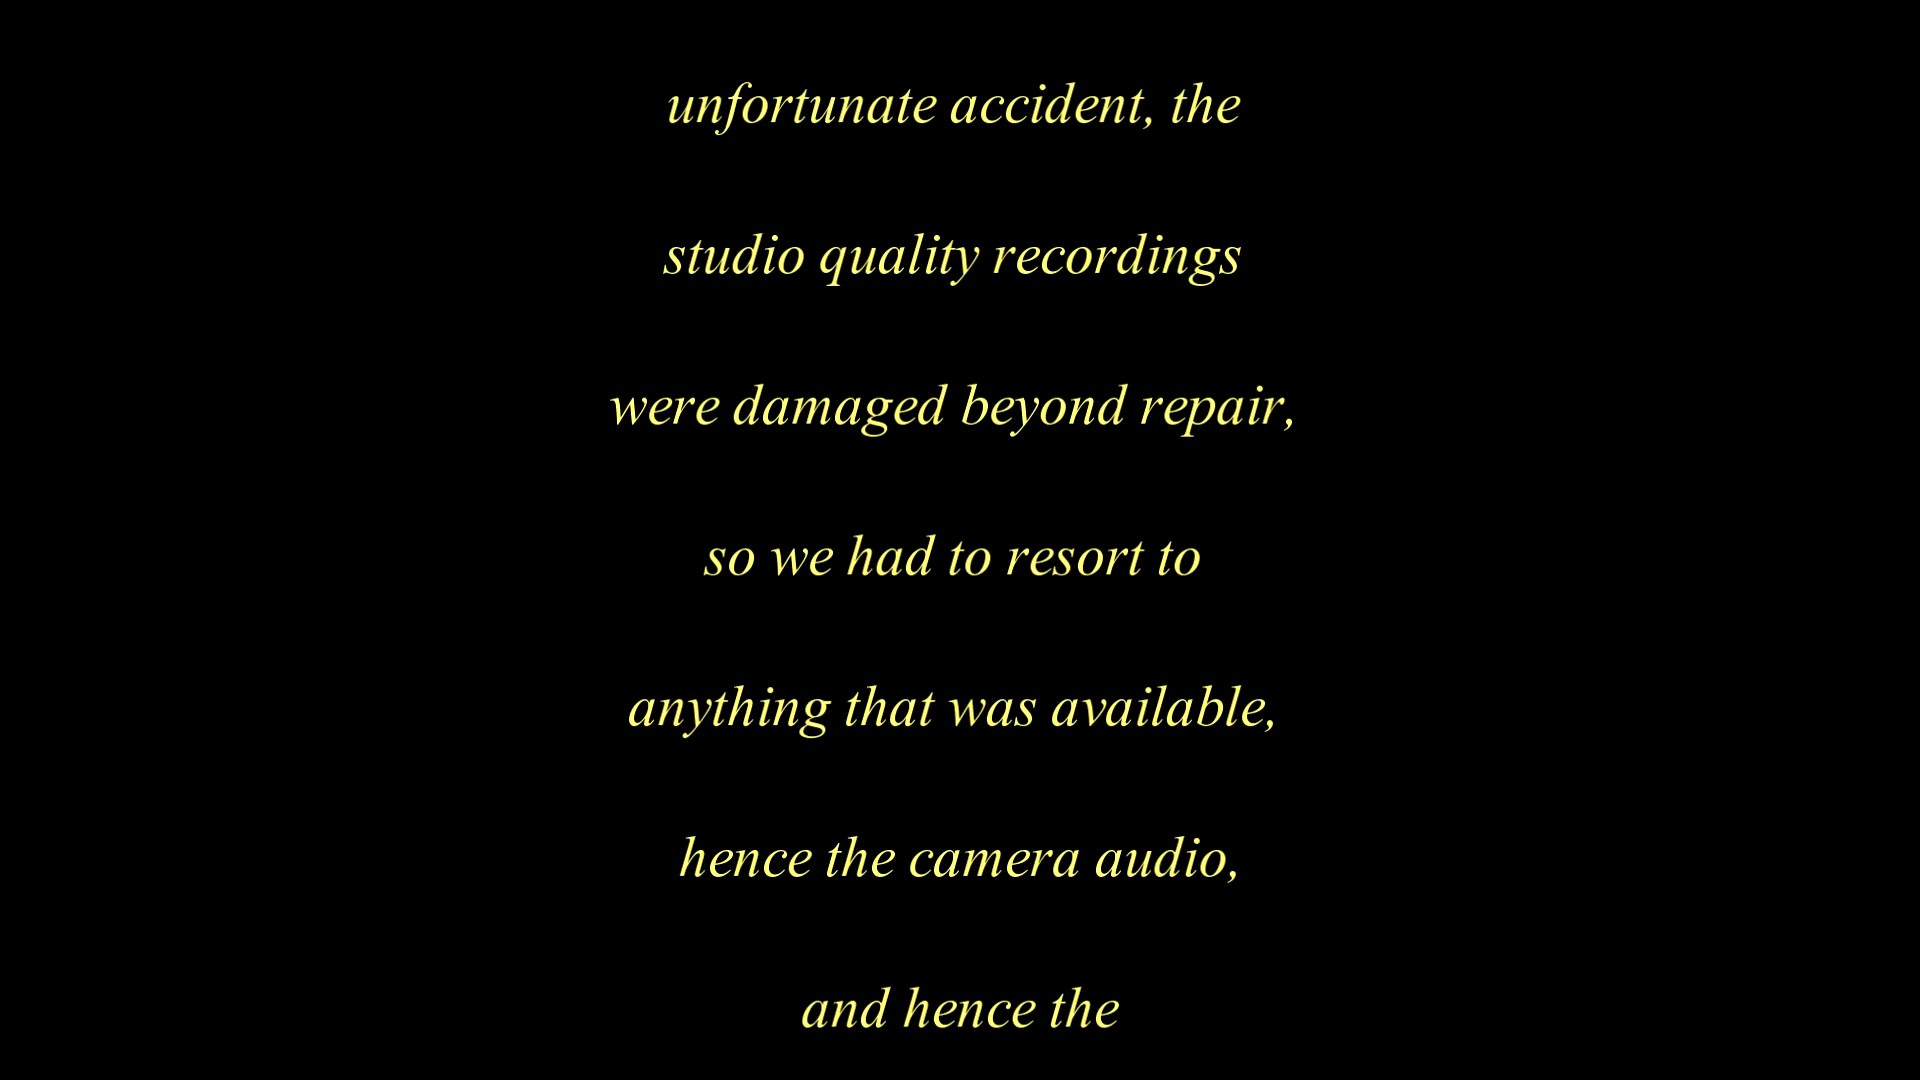 unfortunate accident, the
studio quality recordings
were damaged beyond repair,
so we had to resort to
anything that was available,
hence the camera audio,
and hence the